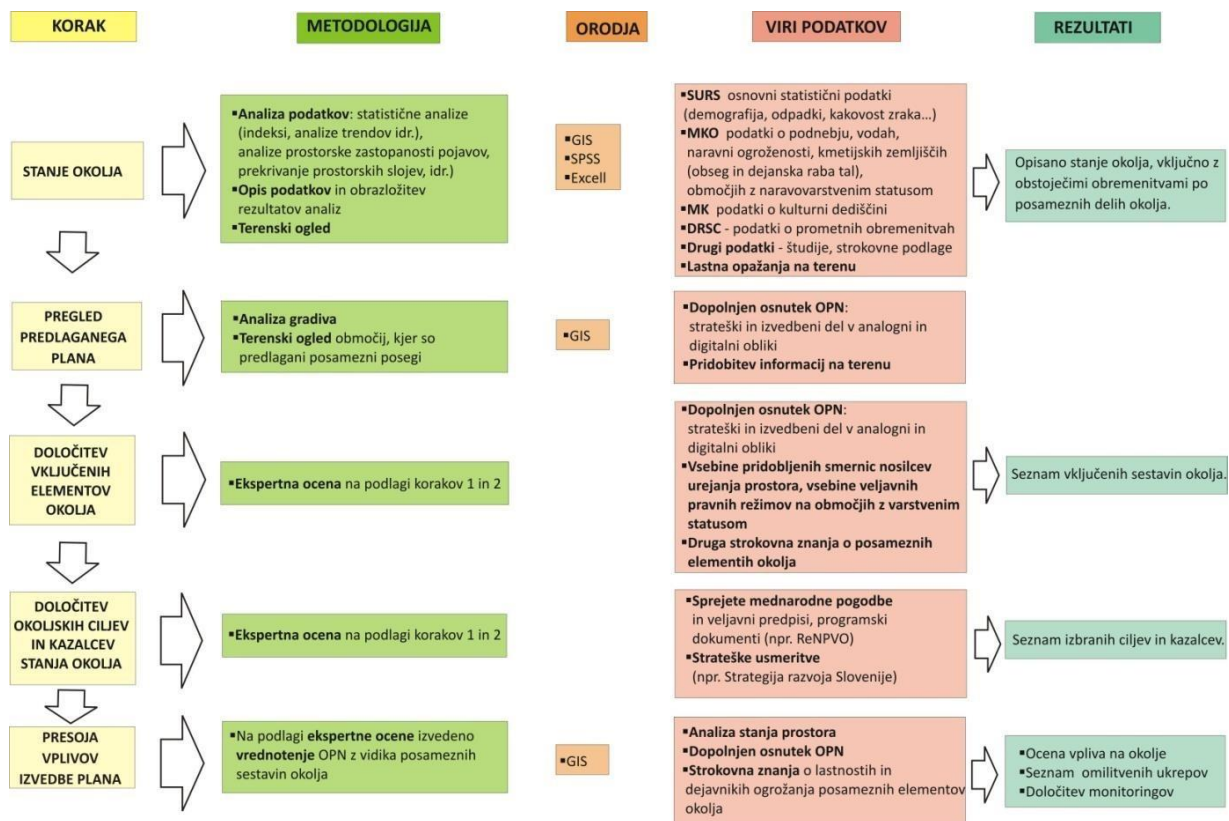 KORAK
METODOLOGIJA
ORODJA
VIRI PODATKOV
REZULTATI
STANJE OKOLJA
▪Analiza podatkov: statistične analize
(indeksi, analize trendov idr.),
analize prostorske zastopanosti pojavov,
prekrivanje prostorskih slojev, idr.)
▪Opis podatkov in obrazložitev
rezultatov analiz
▪Terenski ogled
▪GIS
▪SPSS
▪Excell
▪SURS osnovni statistični podatki
(demografija, odpadki, kakovost zraka...)
▪MKO podatki o podnebju, vodah,
naravni ogroženosti, kmetijskih zemljiščih
(obseg in dejanska raba tal),
območjih z naravovarstvenim statusom
▪MK podatki o kulturni dediščini
▪DRSC - podatki o prometnih obremenitvah
▪Drugi podatki - študije, strokovne podlage
▪Lastna opažanja na terenu
Opisano stanje okolja, vključno z
obstoječimi obremenitvami po
posameznih delih okolja.
PREGLED
PREDLAGANEGA
PLANA
▪Analiza gradiva
▪Terenski ogled območij, kjer so
predlagani posamezni posegi
▪GIS
▪Dopolnjen osnutek OPN:
strateški in izvedbeni del v analogni in
digitalni obliki
▪Pridobitev informacij na terenu
DOLOČITEV
VKLJUČENIH
ELEMENTOV
OKOLJA
▪Ekspertna ocena na podlagi korakov 1 in 2
▪Dopolnjen osnutek OPN:
strateški in izvedbeni del v analogni in
digitalni obliki
▪Vsebine pridobljenih smernic nosilcev
urejanja prostora, vsebine veljavnih
pravnih režimov na območjih z varstvenim
statusom
▪Druga strokovna znanja o posameznih
elementih okolja
Seznam vključenih sestavin okolja.
DOLOČITEV
OKOLJSKIH CILJEV
IN KAZALCEV
STANJA OKOLJA
▪Ekspertna ocena na podlagi korakov 1 in 2
▪Sprejete mednarodne pogodbe
in veljavni predpisi, programski
dokumenti (npr. ReNPVO)
▪Strateške usmeritve
(npr. Strategija razvoja Slovenije)
Seznam izbranih ciljev in kazalcev.
PRESOJA
VPLIVOV
IZVEDBE PLANA
▪Na podlagi ekspertne ocene izvedeno
vrednotenje OPN z vidika posameznih
sestavin okolja
▪GIS
▪Analiza stanja prostora
▪Dopolnjen osnutek OPN
▪Strokovna znanja o lastnostih in
dejavnikih ogrožanja posameznih elementov
okolja
▪Ocena vpliva na okolje
▪Seznam omilitvenih ukrepov
▪Določitev monitoringov